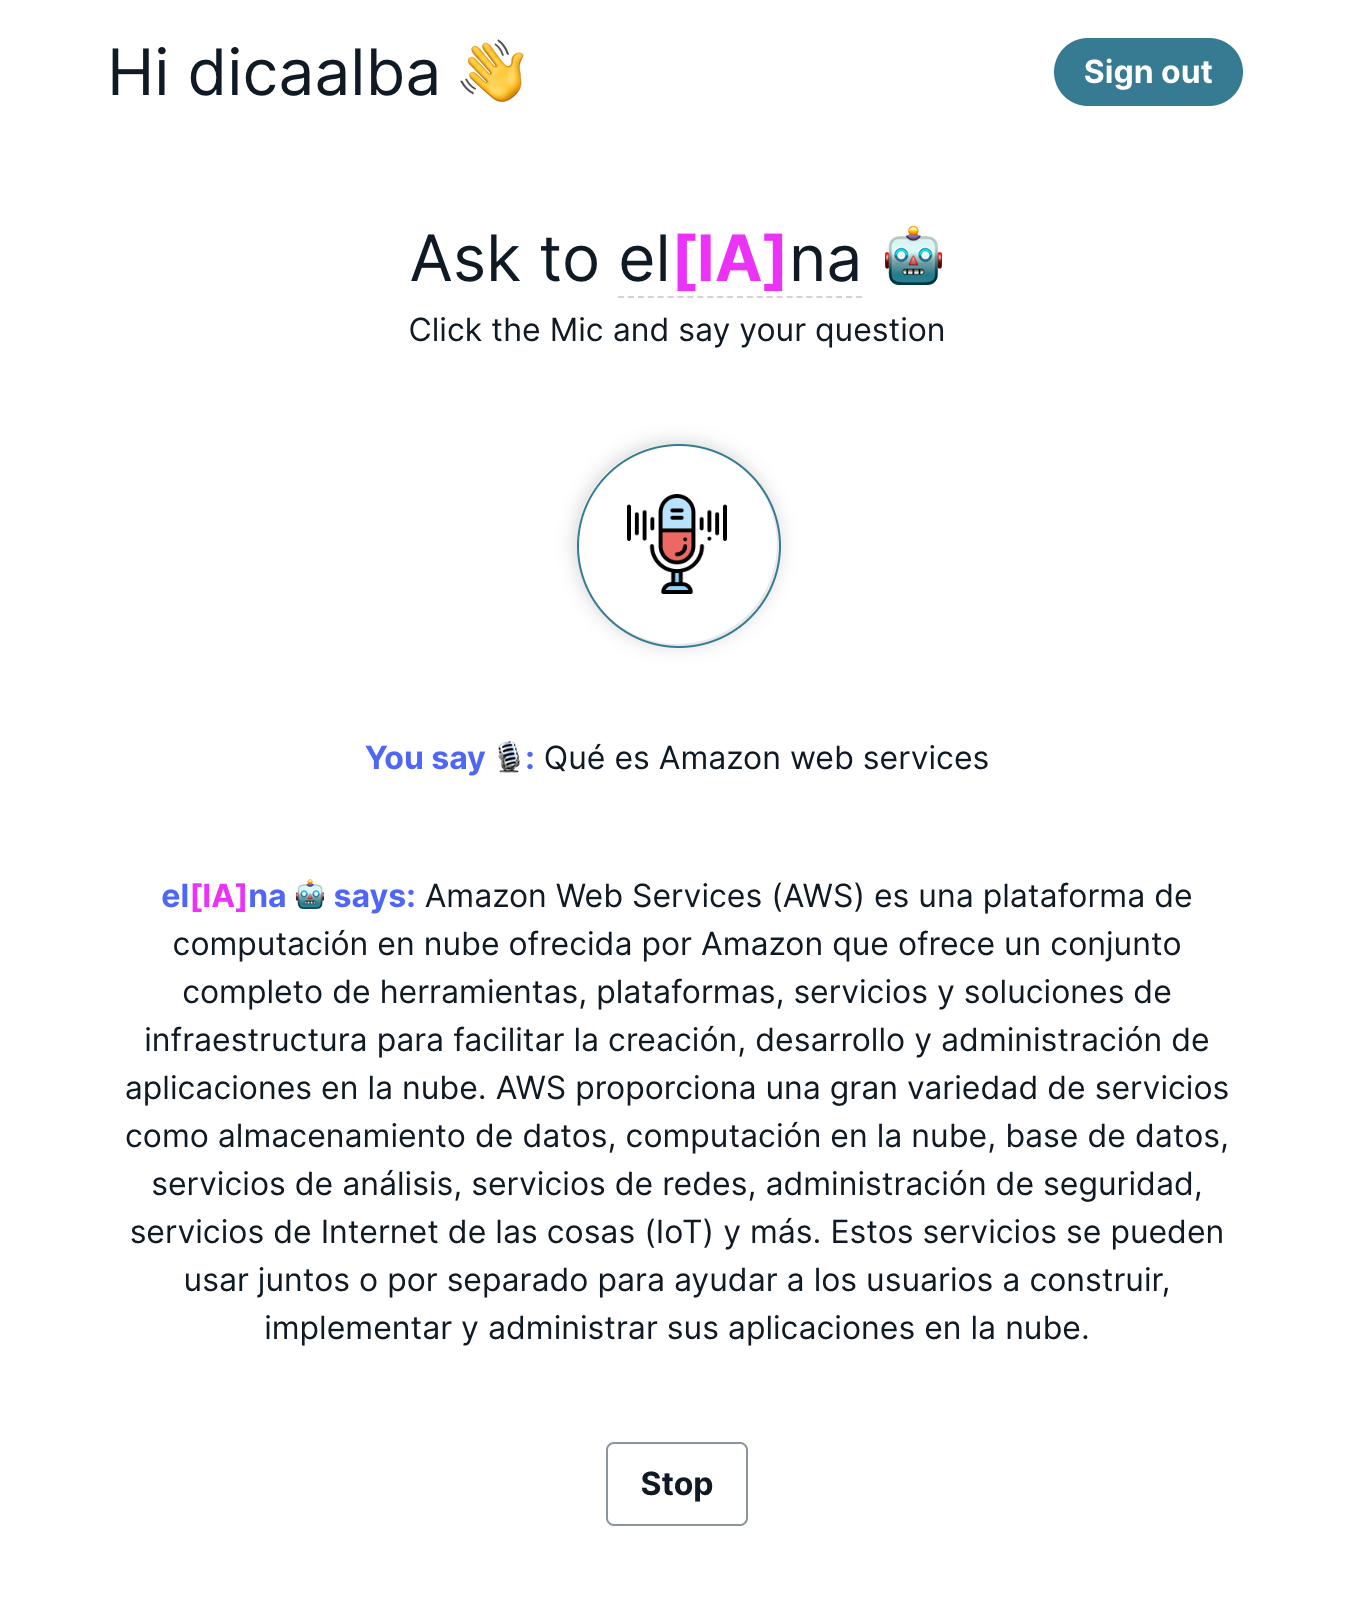 Hi dicaalba 👋
Sign out
Ask to el[IA]na 🤖
Click the Mic and say your question
You say 🎙️: Qué es Amazon web services
el[IA]na 🤖 says: Amazon Web Services (AWS) es una plataforma de
computación en nube ofrecida por Amazon que ofrece un conjunto
completo de herramientas, plataformas, servicios y soluciones de
infraestructura para facilitar la creación, desarrollo y administración de
aplicaciones en la nube. AWS proporciona una gran variedad de servicios
como almacenamiento de datos, computación en la nube, base de datos,
servicios de análisis, servicios de redes, administración de seguridad,
servicios de Internet de las cosas (IoT) y más. Estos servicios se pueden
usar juntos o por separado para ayudar a los usuarios a construir,
implementar y administrar sus aplicaciones en la nube.
Stop